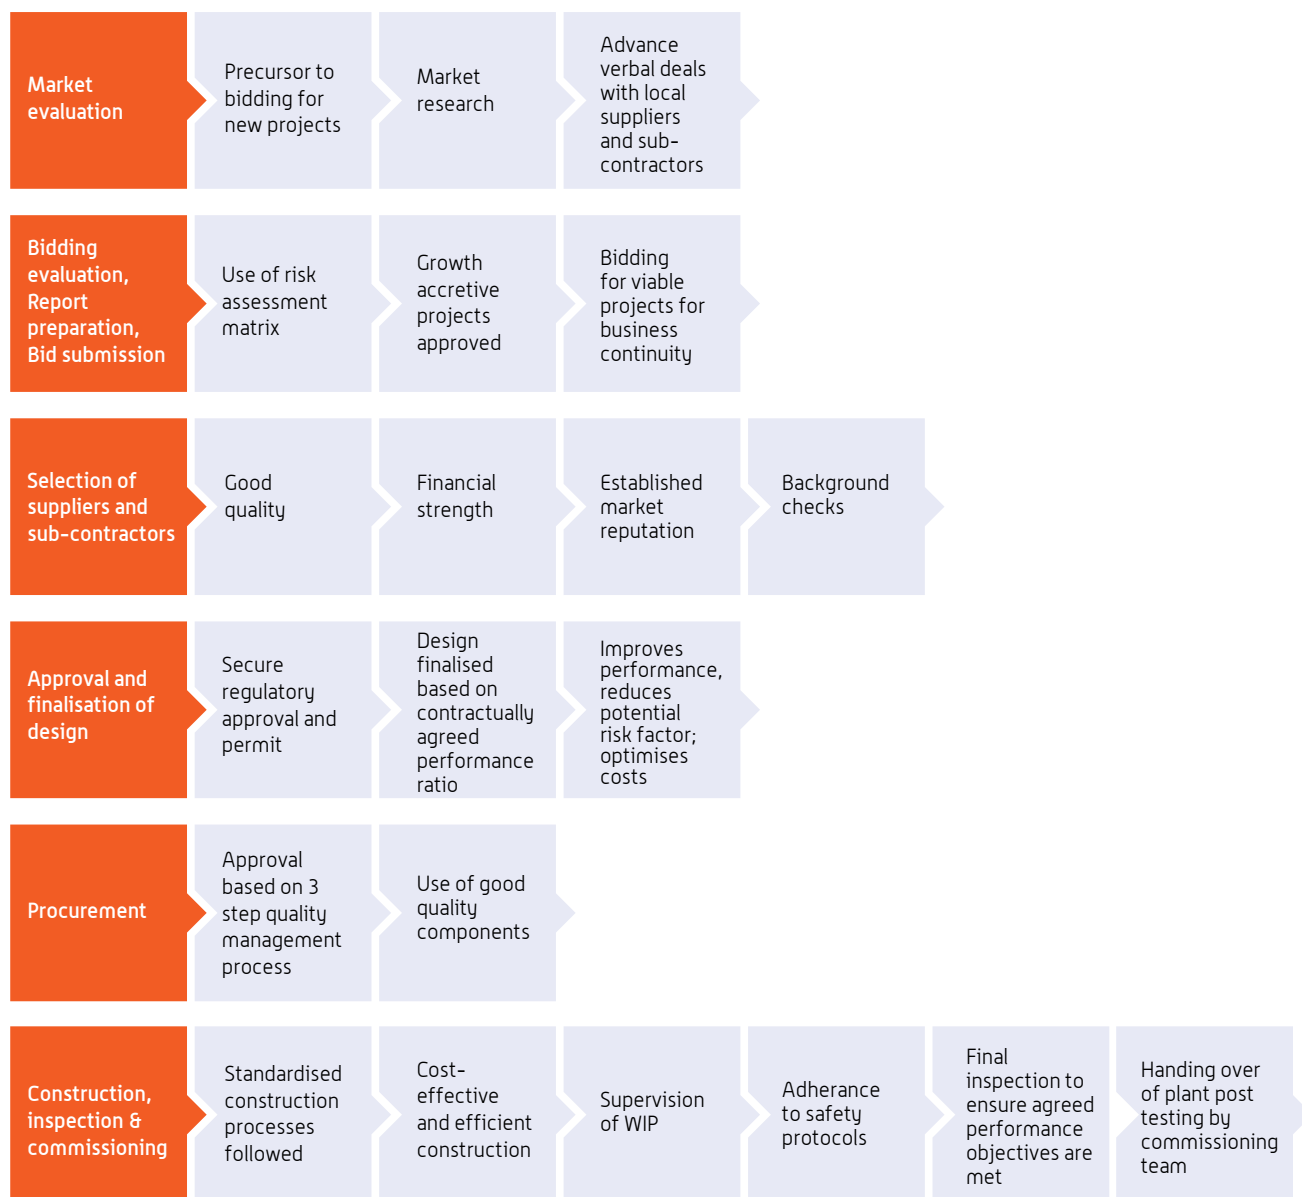 Market
evaluation
Precursor to
bidding for
new projects
Market
research
Advance
verbal deals
with local
suppliers
and sub-
contractors
Bidding
evaluation,
Report
preparation,
Bid submission
Use of risk
assessment
matrix
Growth
accretive
projects
approved
Bidding
for viable
projects for
business
continuity
Selection of
suppliers and
sub-contractors
Good
quality
Financial
strength
Established
market
reputation
Background
checks
Approval and
finalisation of
design
Secure
regulatory
approval and
permit
Design
finalised
based on
contractually
agreed
performance
ratio
Improves
performance,
reduces
potential
risk factor;
optimises
costs
Procurement
Approval
based on 3
step quality
management
process
Use of good
quality
components
Construction,
inspection &
commissioning
Standardised
construction
processes
followed
Cost-
effective
and efficient
construction
Supervision
of WIP
Adherance
to safety
protocols
Final
inspection to
ensure agreed
performance
objectives are
met
Handing over
of plant post
testing by
commissioning
team